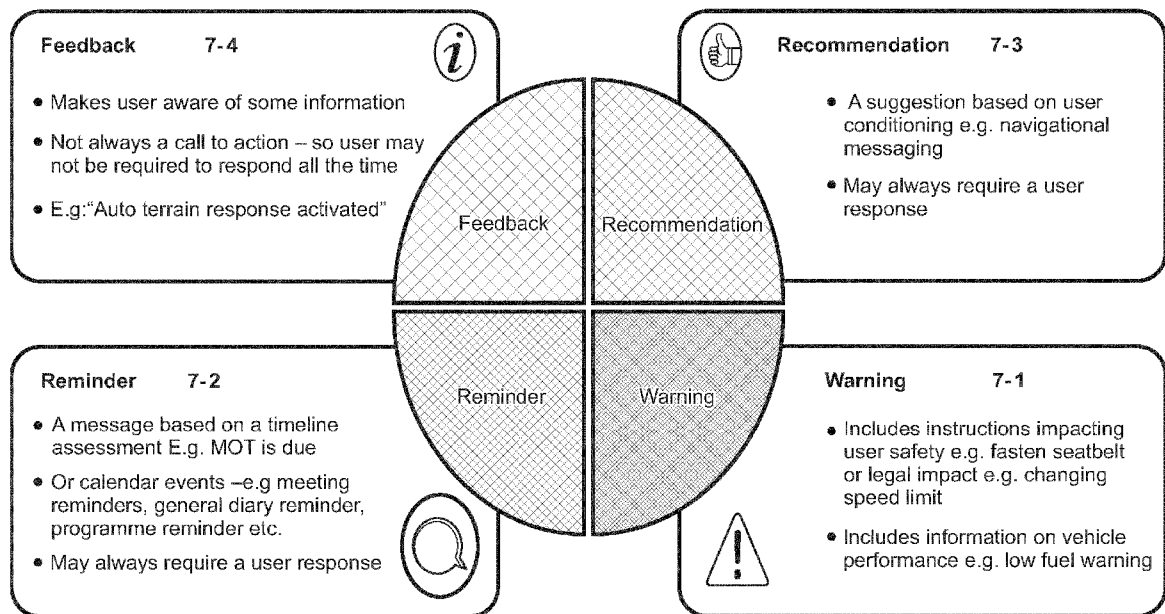 Feedback 7-4
i
• Makes user aware of some information
• Not always a call to action – so user may
not be required to respond all the time
• E.g:“Auto terrain response activated”
Recommendation 7-3
• A suggestion based on user
conditioning e.g. navigational
messaging
• May always require a user
response
Feedback
Recommendation
Reminder
Warning
Reminder 7-2
• A message based on a timeline
assessment E.g. MOT is due
• Or calendar events –e.g meeting
reminders, general diary reminder,
programme reminder etc.
• May always require a user response
Warning 7-1
• Includes instructions impacting
user safety e.g. fasten seatbelt
or legal impact e.g. changing
speed limit
• Includes information on vehicle
performance e.g. low fuel warning
!